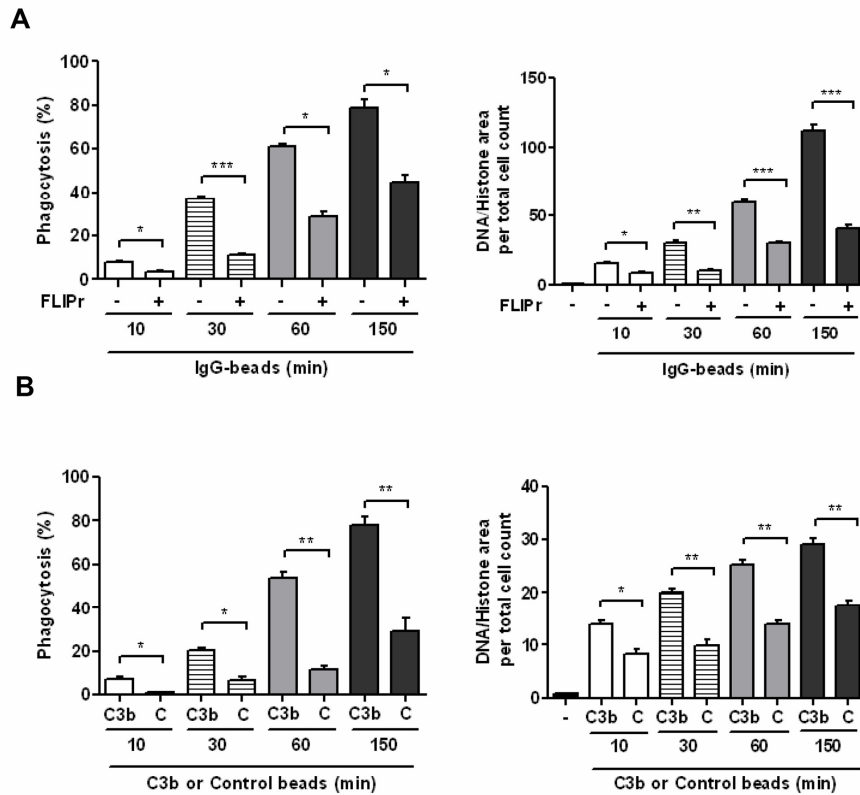 A
Phagocytosis (%)
100
80
60
40
20
0
*
***
*
*
FLIPr - + - + - + - +
10 30 60 150
IgG-beads (min)
DNA/Histone area
per total cell count
150
100
50
0
*
**
***
***
FLIPr - - + - + - + - +
10 30 60 150
IgG-beads (min)
B
Phagocytosis (%)
100
80
60
40
20
0
*
*
**
**
C3b C C3b C C3b C C3b C
10 30 60 150
C3b or Control beads (min)
DNA/Histone area
per total cell count
40
30
20
10
0
*
**
**
**
- C3b C C3b C C3b C C3b C
10 30 60 150
C3b or Control beads (min)